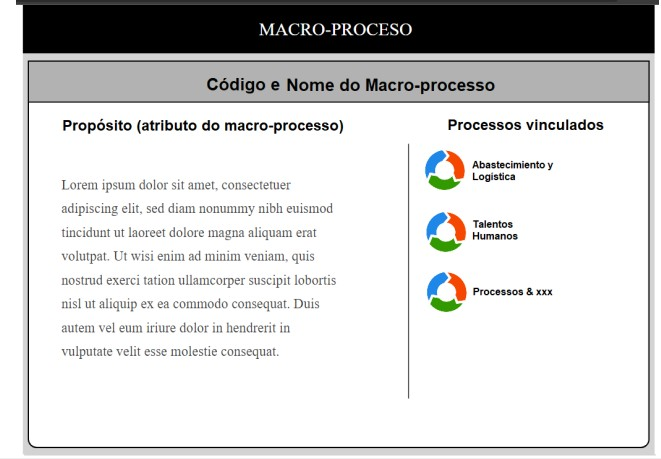 MACRO-PROCESO
Código e Nome do Macro-processo
Propósito (atributo do macro-processo)
Lorem ipsum dolor sit amet, consectetuer
adipiscing elit, sed diam nonummy nibh euismod
tincidunt ut laoreet dolore magna aliquam erat
volutpat. Ut wisi enim ad minim veniam, quis
nostrud exerci tation ullamcorper suscipit lobortis
nisl ut aliquip ex ea commodo consequat. Duis
autem vel eum iriure dolor in hendrerit in
vulputate velit esse molestie consequat.
Processos vinculados
Abastecimiento y
Logistica
Talentos
Humanos
Processos & xxx